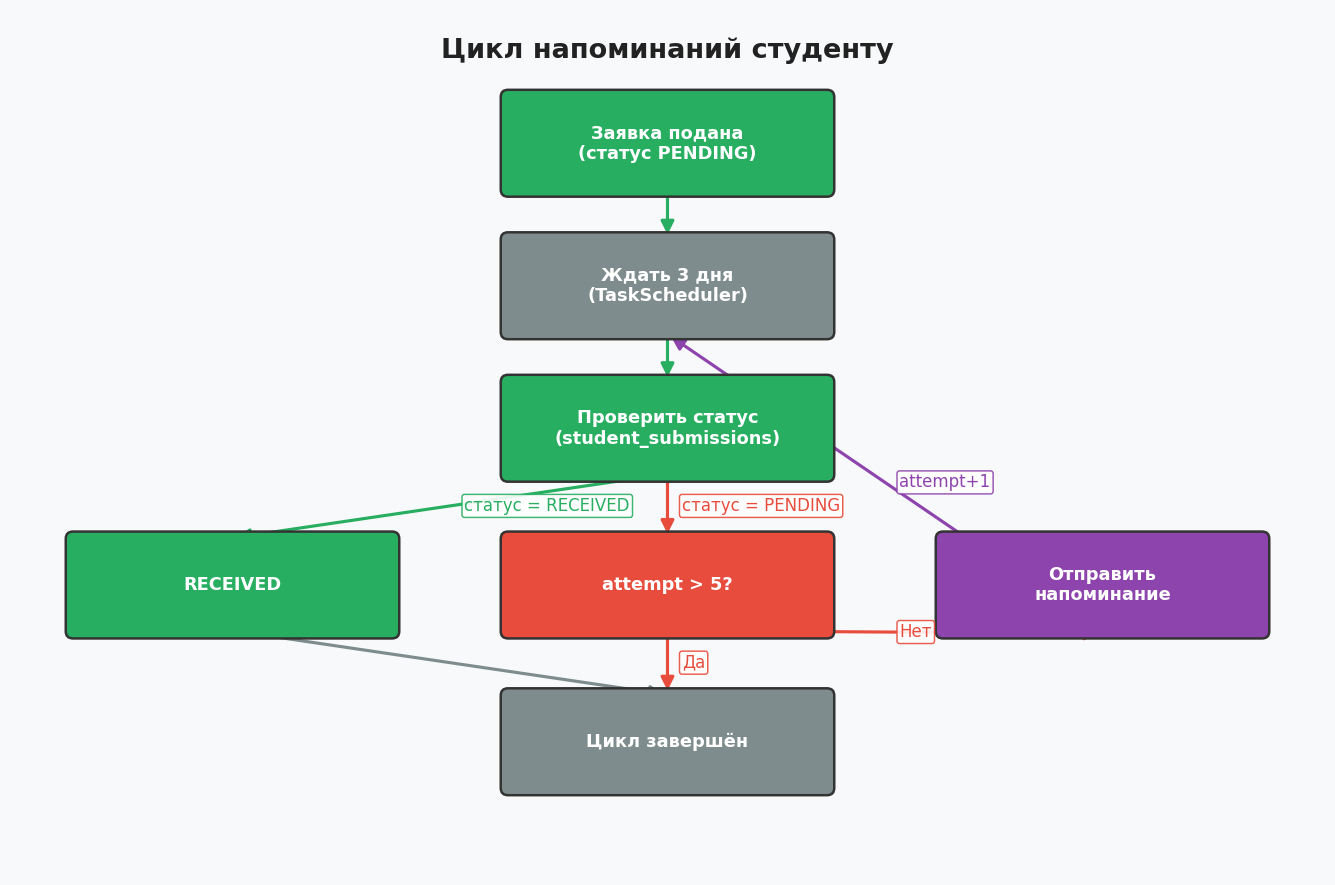 Цикл напоминаний студенту
Заявка подана
(статус PENDING)
Ждать 3 дня
(TaskScheduler)
Проверить статус
(student_submissions)
attempt+1
статус = RECEIVED
статус = PENDING
RECEIVED
attempt > 5?
Отправить
напоминание
Нет
Да
Цикл завершён